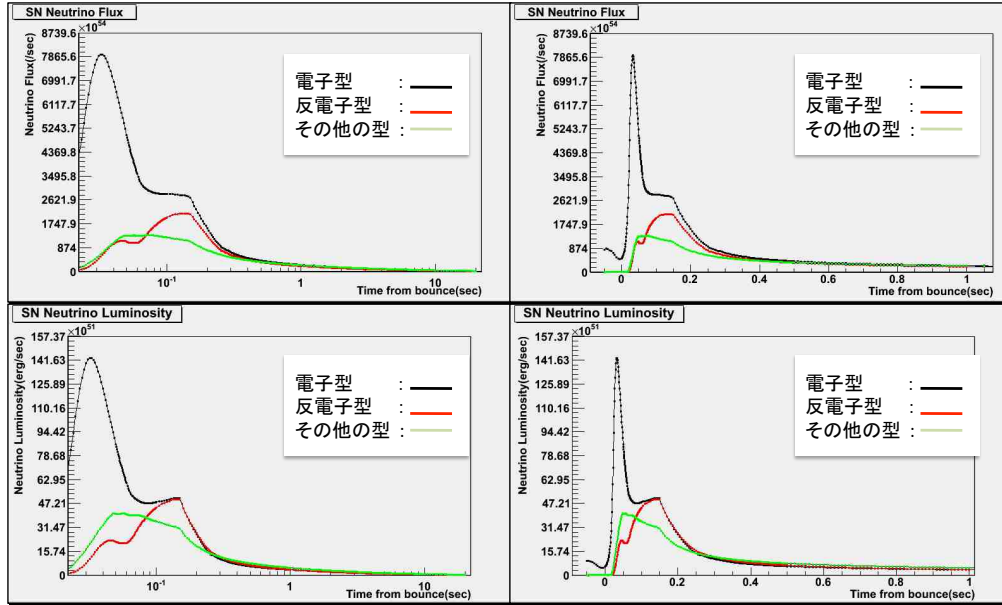 SN Neutrino Flux
×10^54
Neutrino Flux(/sec)
8739.6
7865.6
6991.7
6117.7
5243.7
4369.8
3495.8
2621.9
1747.9
874
0
電子型 :
反電子型 :
その他の型 :
10^-1
1
10
Time from bounce(sec)
SN Neutrino Flux
×10^54
Neutrino Flux(/sec)
8739.6
7865.6
6991.7
6117.7
5243.7
4369.8
3495.8
2621.9
1747.9
874
0
電子型 :
反電子型 :
その他の型 :
0
0.2
0.4
0.6
0.8
1
Time from bounce(sec)
SN Neutrino Luminosity
×10^51
Neutrino Luminosity(erg/sec)
157.37
141.63
125.89
110.16
94.42
78.68
62.95
47.21
31.47
15.74
0
電子型 :
反電子型 :
その他の型 :
10^-1
1
10
Time from bounce(sec)
SN Neutrino Luminosity
×10^51
Neutrino Luminosity(erg/sec)
157.37
141.63
125.89
110.16
94.42
78.68
62.95
47.21
31.47
15.74
0
電子型 :
反電子型 :
その他の型 :
0
0.2
0.4
0.6
0.8
1
Time from bounce(sec)